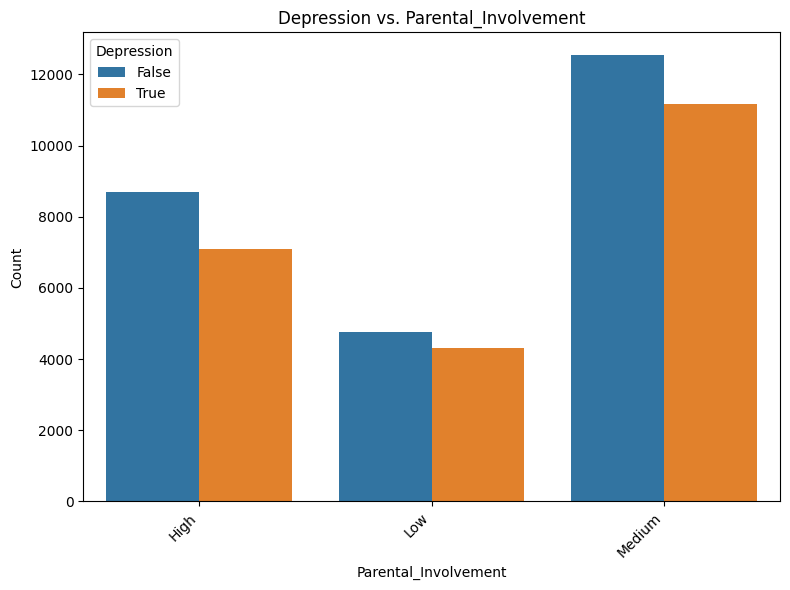 Depression vs. Parental_Involvement
Depression
False
True
12000
10000
8000
6000
4000
2000
0
Count
High
Low
Medium
Parental_Involvement